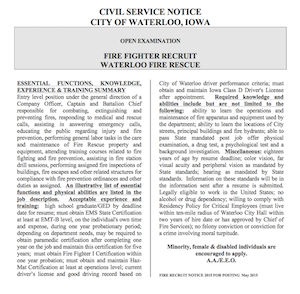 CIVIL SERVICE NOTICE
CITY OF WATERLOO, IOWA
OPEN EXAMINATION
FIRE FIGHTER RECRUIT
WATERLOO FIRE RESCUE
ESSENTIAL FUNCTIONS, KNOWLEDGE,
EXPERIENCE & TRAINING SUMMARY
Entry level position under the general direction of a
Company Officer, Captain and Battalion Chief
responsible for combating, extinguishing and
preventing fires, responding to medical and rescue
calls, assisting in answering emergency calls,
educating the public regarding injury and fire
prevention, performing general labor tasks in the care
and maintenance of Fire Rescue property and
equipment, attending training courses related to fire
fighting and fire prevention, assisting in fire station
drill sessions, performing assigned fire inspections of
buildings, fire escapes and other related structures for
compliance with fire prevention ordinances and other
duties as assigned. An illustrative list of essential
functions and physical abilities are listed in the
job description. Acceptable experience and
training: high school graduate/GED by deadline
date for resume; must obtain EMS State Certification
at least at EMT-B level, on the individual's own time
and expense, during one year probationary period;
depending on department needs, may be required to
obtain paramedic certification after completing one
year on the job and maintain this certification for five
years; must obtain Fire Fighter I Certification within
one year probation; must obtain and maintain Haz-
Mat Certification at least at operations level; current
driver's license and good driving record based on
City of Waterloo driver performance criteria; must
obtain and maintain Iowa Class D Driver's License
after appointment. Required knowledge and
abilities include but are not limited to the
following: ability to learn the operations and
maintenance of fire apparatus and equipment used by
the department; ability to learn the locations of City
streets, principal buildings and fire hydrants; able to
pass State mandated post job offer physical
examination, a drug test, a psychological test and a
background investigation. Miscellaneous: eighteen
years of age by resume deadline; color vision, far
visual acuity and peripheral vision as mandated by
State standards; hearing as mandated by State
standards. Information on these standards will be in
the information sent after a resume is submitted.
Legally eligible to work in the United States; no
alcohol or drug dependency; willing to comply with
Residency Policy for Critical Employees (must live
within ten-mile radius of Waterloo City Hall within
two years of hire date or has approved by Chief of
Fire Services); no felony conviction or conviction for
a crime involving moral turpitude.
Minority, female & disabled individuals are
encouraged to apply.
A.A./E.E.O.
FIRE RECRUIT NOTICE 2019 FOR POSTING May 2019